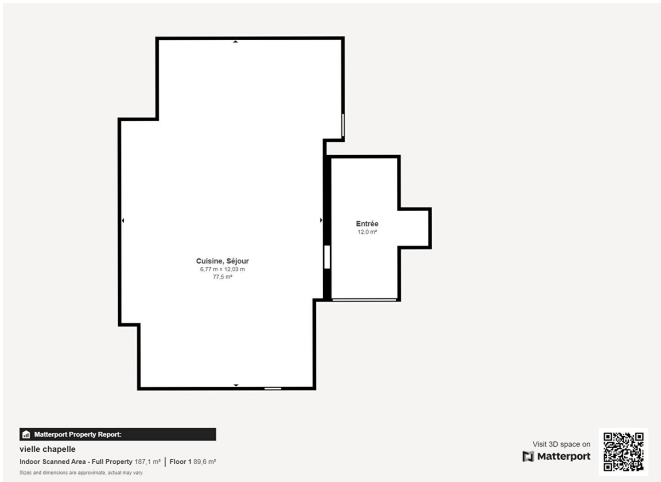 Entrée
12,0 m²
Cuisine, Séjour
6,77 m × 12,03 m
77,5 m²
Matterport Property Report:
vielle chapelle
Indoor Scanned Area - Full Property 187,1 m² | Floor 1 89,6 m²
Sizes and dimensions are approximate, actual may vary.
Visit 3D space on
Matterport